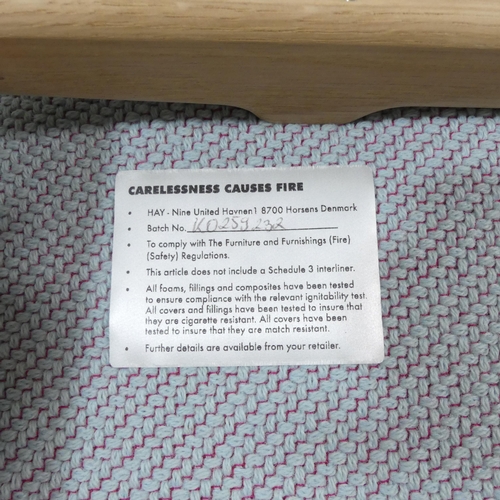 CARELESSNESS CAUSES FIRE
• HAY - Nine United Havnen1 8700 Horsens Denmark
• Batch No. KO259232
• To comply with The Furniture and Furnishings (Fire)
(Safety) Regulations.
• This article does not include a Schedule 3 interliner.
• All foams, fillings and composites have been tested
to ensure compliance with the relevant ignitability test.
All covers and fillings have been tested to insure that
they are cigarette resistant. All covers have been
tested to insure that they are match resistant.
• Further details are available from your retailer.